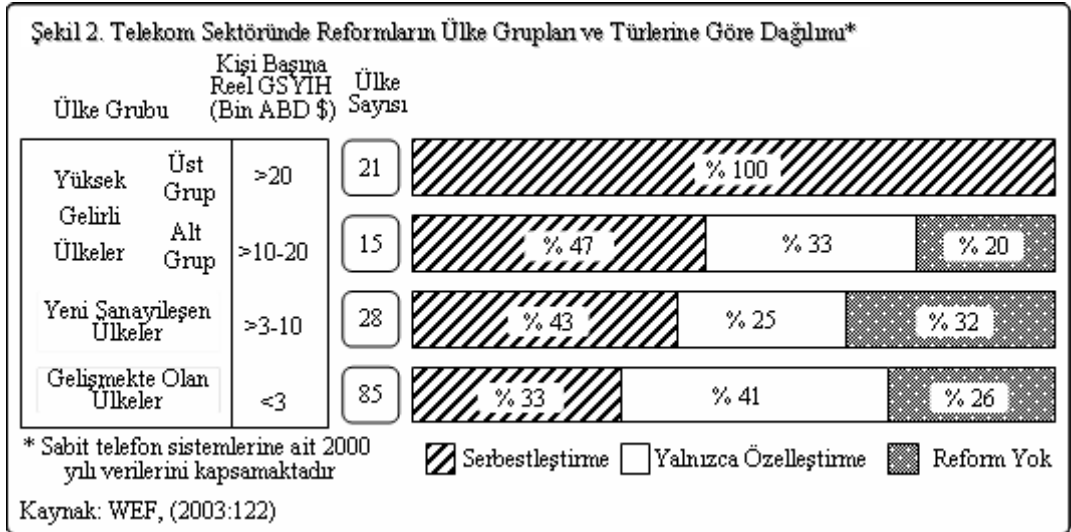 Şekil 2. Telekom Sektöründe Reformların Ülke Grupları ve Türlerine Göre Dağılımı*
Ülke Grubu
Kişi Başına
Reel GSYIH
(Bin ABD $)
Ülke
Sayısı
Yüksek
Gelirli
Ülkeler
Üst
Grup
>20
21
% 100
Alt
Grup
>10-20
15
% 47
% 33
% 20
Yeni Sanayileşen
Ülkeler
>3-10
28
% 43
% 25
% 32
Gelişmekte Olan
Ülkeler
<3
85
% 33
% 41
% 26
* Sabit telefon sistemlerine ait 2000
yılı verilerini kapsamaktadır
Serbestleştirme
Yalnızca Özelleştirme
Reform Yok
Kaynak: WEF, (2003:122)